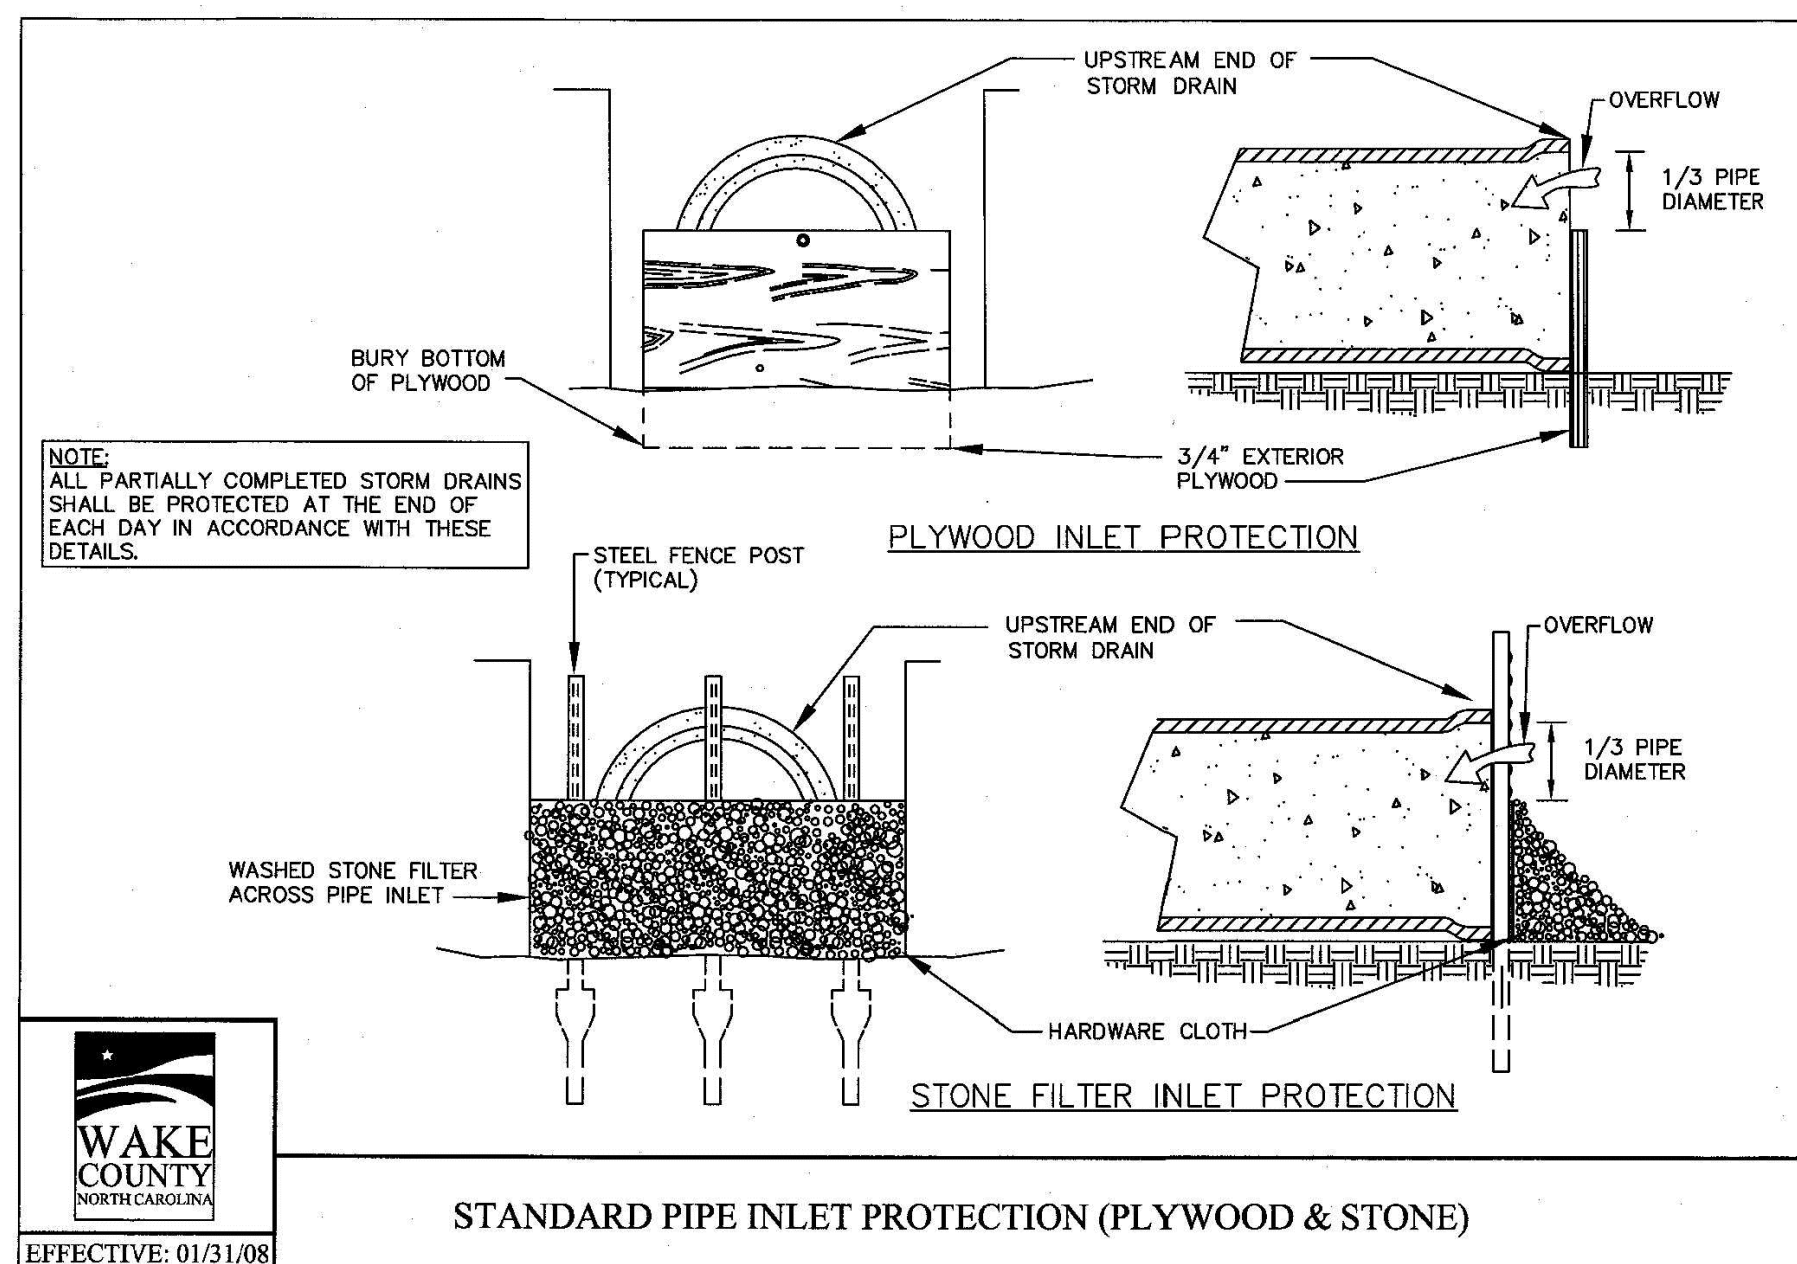 UPSTREAM END OF
STORM DRAIN
OVERFLOW
1/3 PIPE
DIAMETER
BURY BOTTOM
OF PLYWOOD
3/4" EXTERIOR
PLYWOOD
PLYWOOD INLET PROTECTION
NOTE:
ALL PARTIALLY COMPLETED STORM DRAINS
SHALL BE PROTECTED AT THE END OF
EACH DAY IN ACCORDANCE WITH THESE
DETAILS.
STEEL FENCE POST
(TYPICAL)
UPSTREAM END OF
STORM DRAIN
OVERFLOW
1/3 PIPE
DIAMETER
WASHED STONE FILTER
ACROSS PIPE INLET
HARDWARE CLOTH
STONE FILTER INLET PROTECTION
WAKE
COUNTY
NORTH CAROLINA
EFFECTIVE: 01/31/08
STANDARD PIPE INLET PROTECTION (PLYWOOD & STONE)